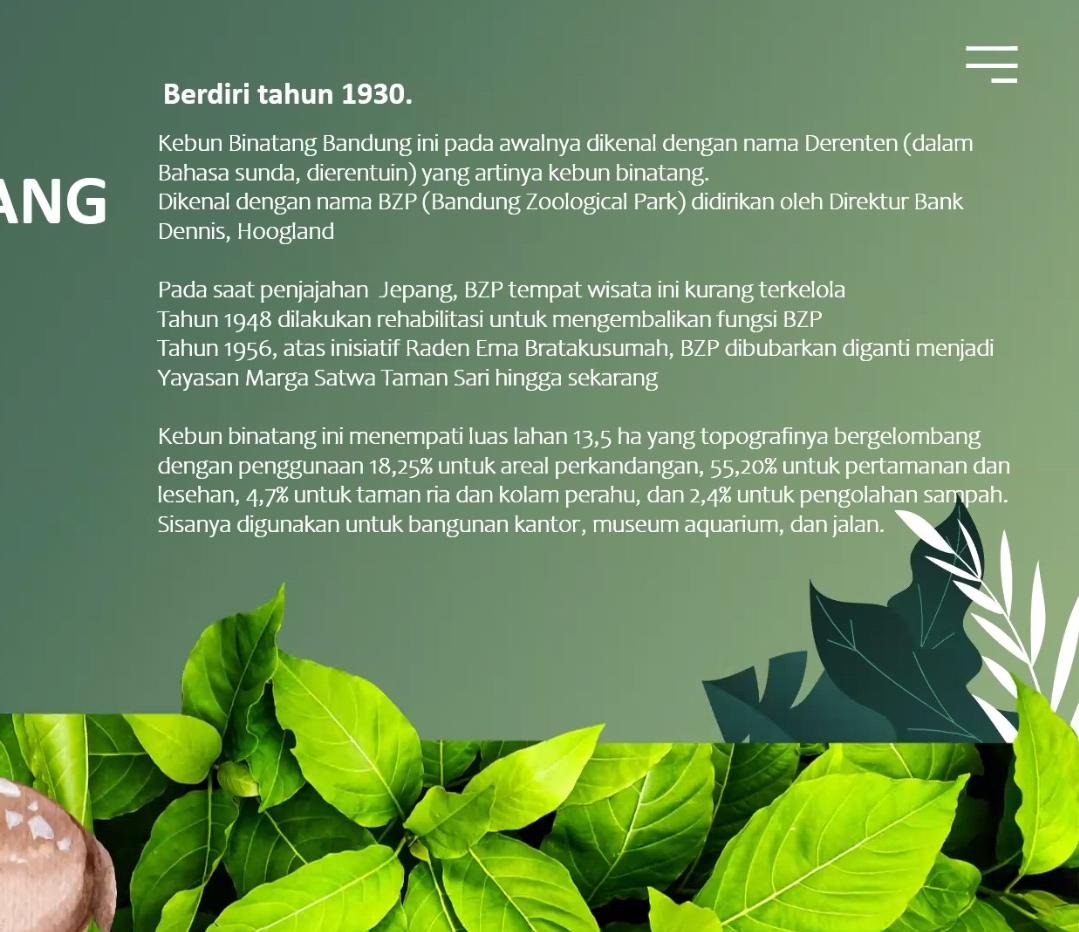 Berdiri tahun 1930.
Kebun Binatang Bandung ini pada awalnya dikenal dengan nama Derenten (dalam
Bahasa sunda, dierentuin) yang artinya kebun binatang.
ANG
Dikenal dengan nama BZP (Bandung Zoological Park) didirikan oleh Direktur Bank
Dennis, Hoogland
Pada saat penjajahan Jepang, BZP tempat wisata ini kurang terkelola
Tahun 1948 dilakukan rehabilitasi untuk mengembalikan fungsi BZP
Tahun 1956, atas inisiatif Raden Ema Bratakusumah, BZP dibubarkan diganti menjadi
Yayasan Marga Satwa Taman Sari hingga sekarang
Kebun binatang ini menempati luas lahan 13,5 ha yang topografinya bergelombang
dengan penggunaan 18,25% untuk areal perkandangan, 55,20% untuk pertamanan dan
lesehan, 4,7% untuk taman ria dan kolam perahu, dan 2,4% untuk pengolahan sampah.
Sisanya digunakan untuk bangunan kantor, museum aquarium, dan jalan.